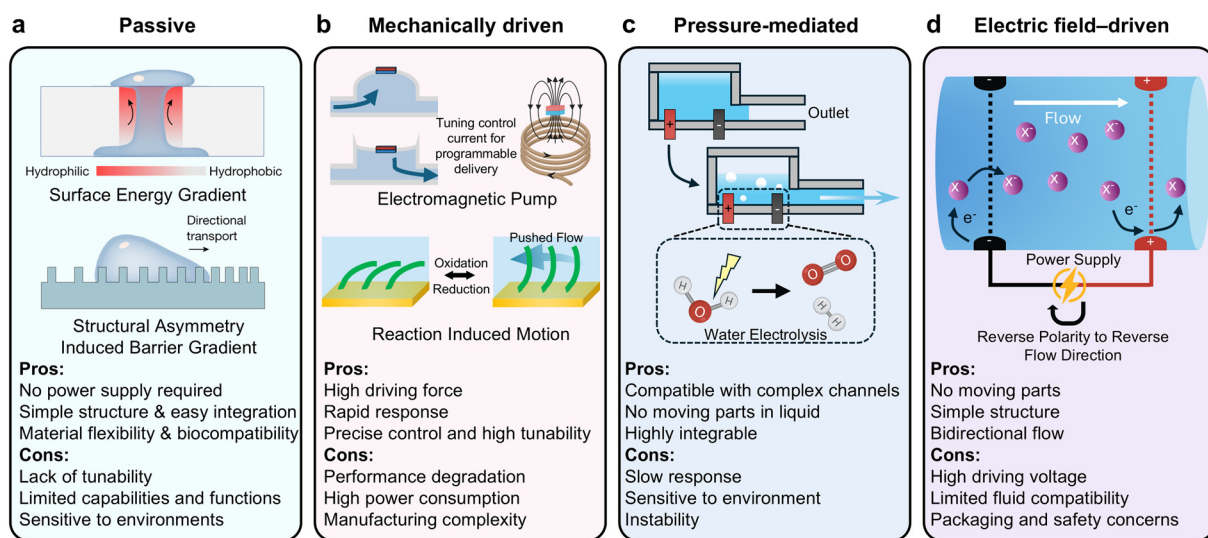 a Passive
Hydrophilic Hydrophobic
Surface Energy Gradient
Directional
transport
Structural Asymmetry
Induced Barrier Gradient
Pros:
No power supply required
Simple structure & easy integration
Material flexibility & biocompatibility
Cons:
Lack of tunability
Limited capabilities and functions
Sensitive to environments
b Mechanically driven
Tuning control
current for
programmable
delivery
Electromagnetic Pump
Oxidation
Reduction
Pushed Flow
Reaction Induced Motion
Pros:
High driving force
Rapid response
Precise control and high tunability
Cons:
Performance degradation
High power consumption
Manufacturing complexity
c Pressure-mediated
Outlet
+ -
+ -
H O H
O O
H H
Water Electrolysis
Pros:
Compatible with complex channels
No moving parts in liquid
Highly integrable
Cons:
Slow response
Sensitive to environment
Instability
d Electric field–driven
- +
Flow
X- X- X-
X X- X X- X
e- e-
- +
Power Supply
Reverse Polarity to Reverse
Flow Direction
Pros:
No moving parts
Simple structure
Bidirectional flow
Cons:
High driving voltage
Limited fluid compatibility
Packaging and safety concerns